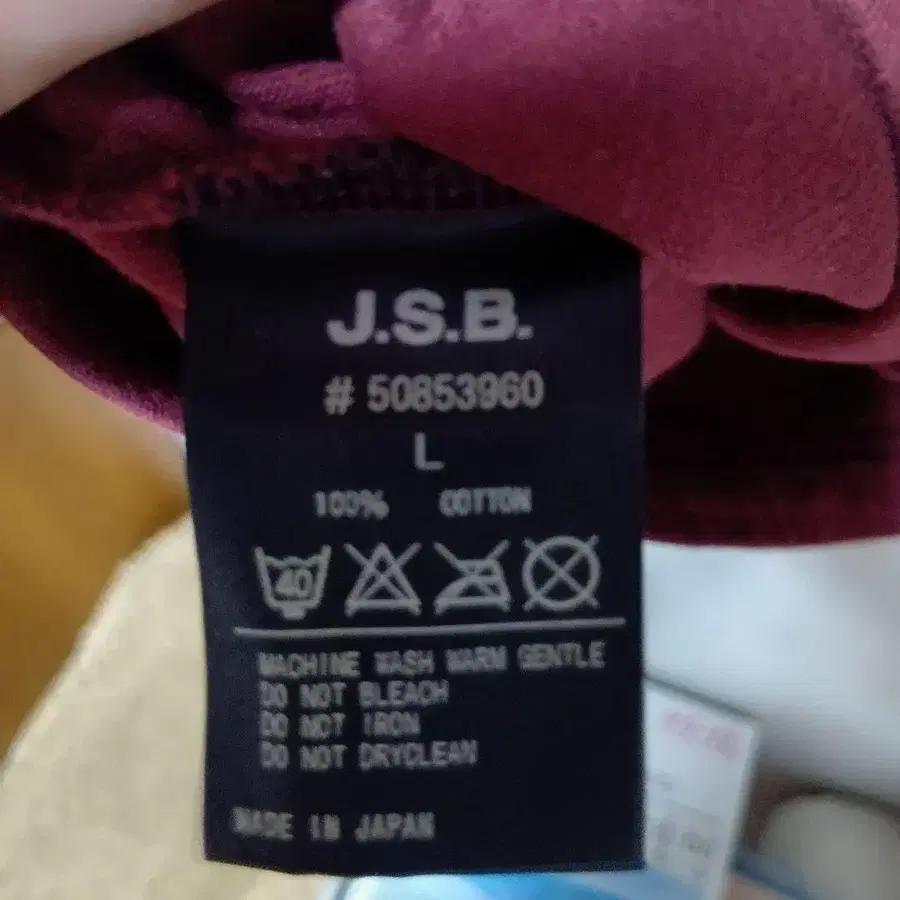 J.S.B.
# 50853960
L
100% COTTON
40
MACHINE WASH WARM GENTLE
DO NOT BLEACH
DO NOT IRON
DO NOT DRYCLEAN
MADE IN JAPAN